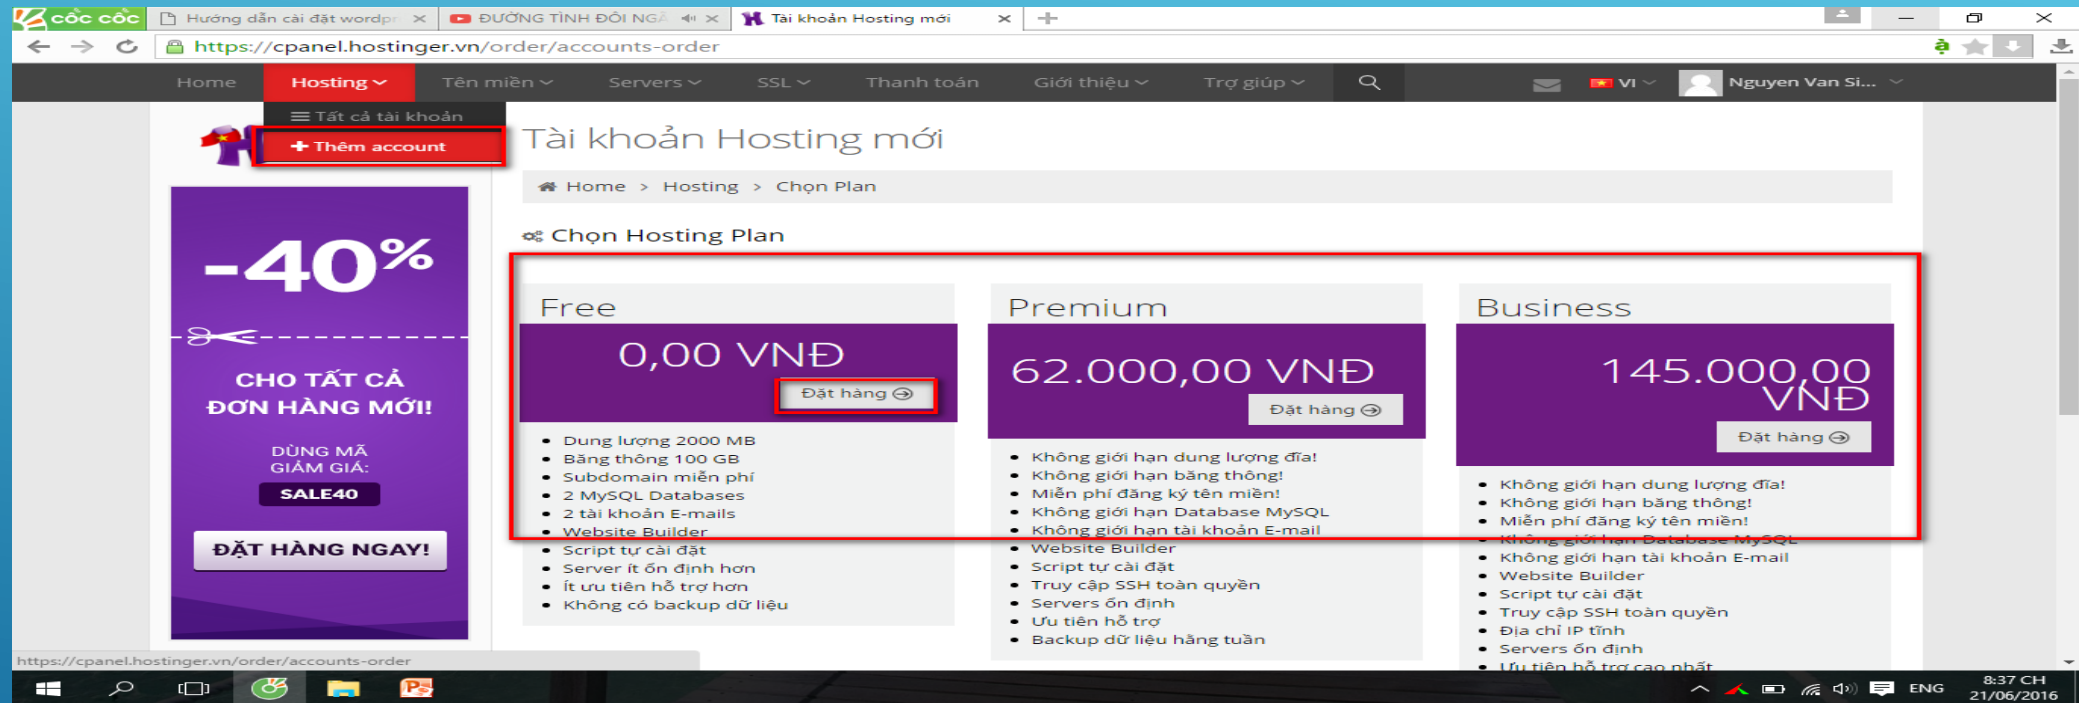 cốc cốc
Hướng dẫn cài đặt wordpr
ĐƯỜNG TÌNH ĐÔI NGÃ
Tài khoản Hosting mới
https://cpanel.hostinger.vn/order/accounts-order
Home
Hosting
Tên miền
Servers
SSL
Thanh toán
Giới thiệu
Trợ giúp
VI
Nguyen Van Si...
Tất cả tài khoản
+ Thêm account
Tài khoản Hosting mới
Home > Hosting > Chọn Plan
Chọn Hosting Plan
-40%
CHO TẤT CẢ
ĐƠN HÀNG MỚI!
DÙNG MÃ
GIẢM GIÁ:
SALE40
ĐẶT HÀNG NGAY!
Free
0,00 VNĐ
Đặt hàng
• Dung lượng 2000 MB
• Băng thông 100 GB
• Subdomain miễn phí
• 2 MySQL Databases
• 2 tài khoản E-mails
• Website Builder
• Script tự cài đặt
• Server ít ổn định hơn
• Ít ưu tiên hỗ trợ hơn
• Không có backup dữ liệu
Premium
62.000,00 VNĐ
Đặt hàng
• Không giới hạn dung lượng đĩa!
• Không giới hạn băng thông!
• Miễn phí đăng ký tên miền!
• Không giới hạn Database MySQL
• Không giới hạn tài khoản E-mail
• Website Builder
• Script tự cài đặt
• Truy cập SSH toàn quyền
• Servers ổn định
• Ưu tiên hỗ trợ
• Backup dữ liệu hằng tuần
Business
145.000,00
VNĐ
Đặt hàng
• Không giới hạn dung lượng đĩa!
• Không giới hạn băng thông!
• Miễn phí đăng ký tên miền!
• Không giới hạn Database MySQL
• Không giới hạn tài khoản E-mail
• Website Builder
• Script tự cài đặt
• Truy cập SSH toàn quyền
• Địa chỉ IP tĩnh
• Servers ổn định
• Ưu tiên hỗ trợ cao nhất
https://cpanel.hostinger.vn/order/accounts-order
ENG
8:37 CH
21/06/2016